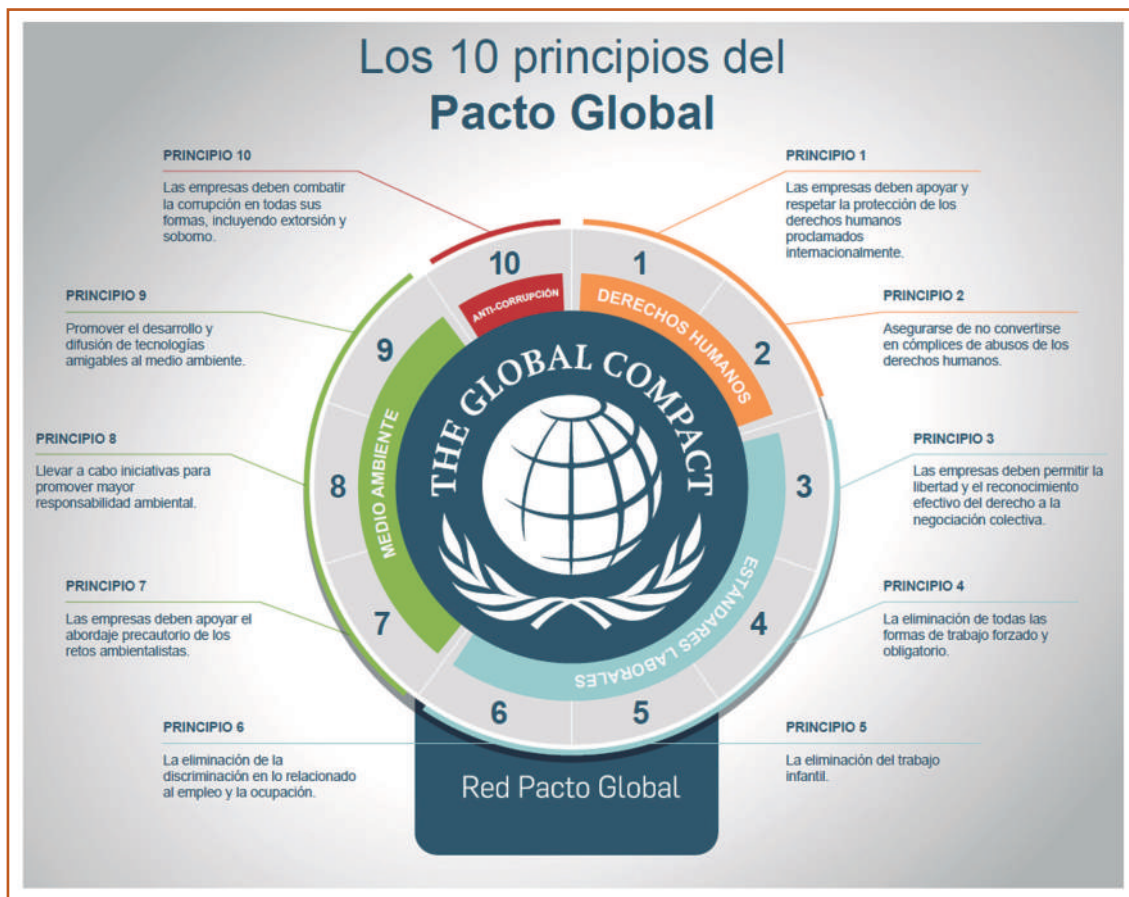 Los 10 principios del
Pacto Global
PRINCIPIO 10
Las empresas deben combatir
la corrupción en todas sus
formas, incluyendo extorsión y
soborno.
PRINCIPIO 1
Las empresas deben apoyar y
respetar la protección de los
derechos humanos
proclamados
internacionalmente.
PRINCIPIO 9
Promover el desarrollo y
difusión de tecnologías
amigables al medio ambiente.
PRINCIPIO 2
Asegurarse de no convertirse
en cómplices de abusos de los
derechos humanos.
PRINCIPIO 8
Llevar a cabo iniciativas para
promover mayor
responsabilidad ambiental.
PRINCIPIO 3
Las empresas deben permitir la
libertad y el reconocimiento
efectivo del derecho a la
negociación colectiva.
PRINCIPIO 7
Las empresas deben apoyar el
abordaje precautorio de los
retos ambientalistas.
PRINCIPIO 4
La eliminación de todas las
formas de trabajo forzado y
obligatorio.
PRINCIPIO 6
La eliminación de la
discriminación en lo relacionado
al empleo y la ocupación.
PRINCIPIO 5
La eliminación del trabajo
infantil.
10
1
2
3
4
5
6
7
8
9
ANTI-CORRUPCIÓN
DERECHOS HUMANOS
ESTÁNDARES LABORALES
MEDIO AMBIENTE
THE GLOBAL COMPACT
Red Pacto Global